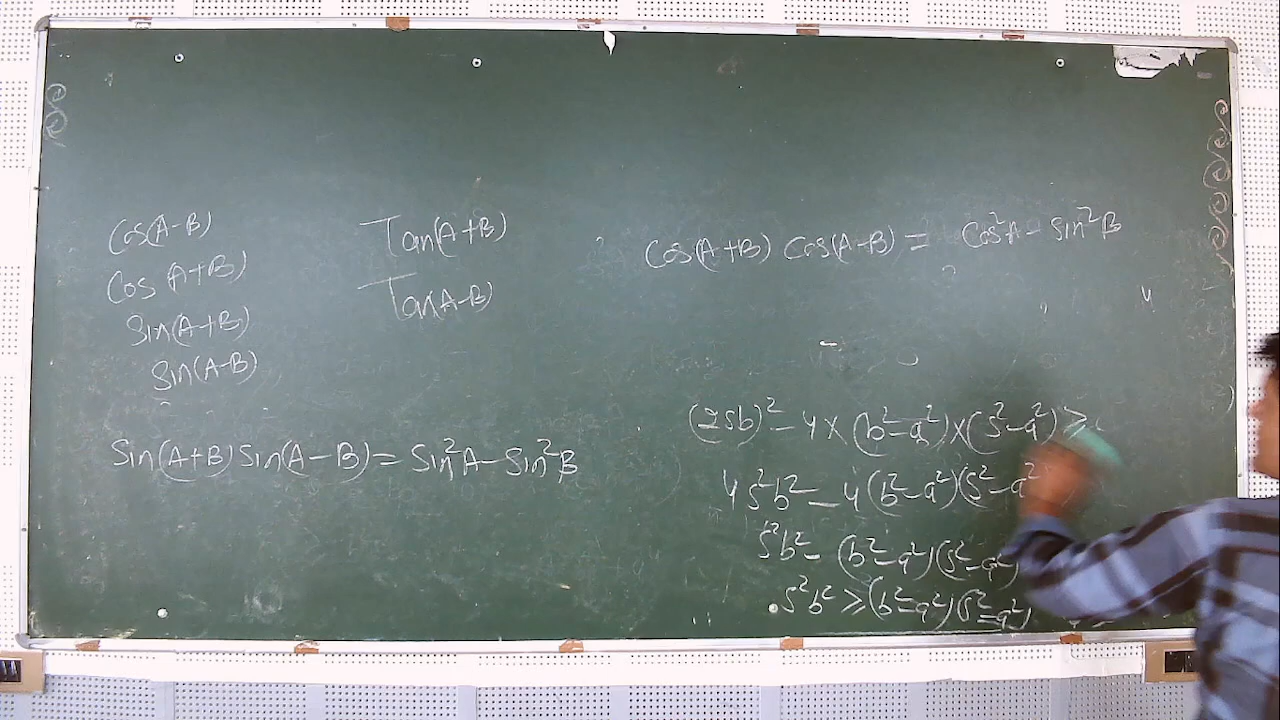 Cos(A-B)
Cos(A+B)
Sin(A+B)
Sin(A-B)
Tan(A+B)
Tan(A-B)
Sin(A+B) Sin(A-B) = Sin²A - Sin²B
Cos(A+B) Cos(A-B) = Cos²A - Sin²B
(2sb)² - 4×(b²-a²)×(s²-a²) ≥
4s²b² - 4(b²-a²)(s²-a²
s²b² - (b²-a²)(s²-a²)
s²b² ≥ (b²-a²)(s²-a²)